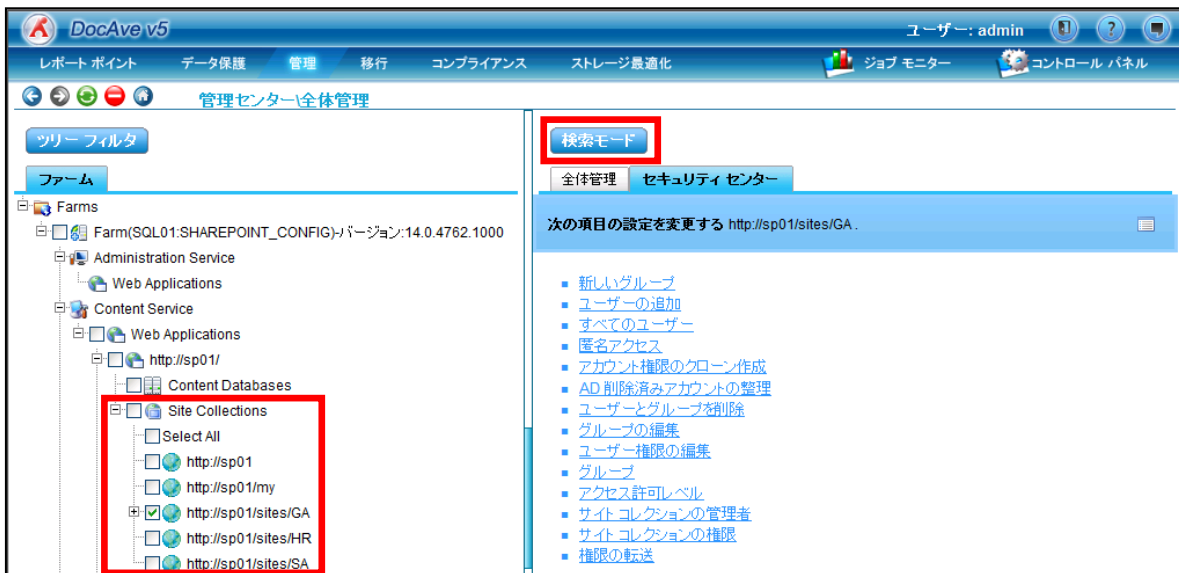 DocAve v5
ユーザー: admin
レポート ポイント データ保護 管理 移行 コンプライアンス ストレージ最適化 ジョブ モニター コントロール パネル
管理センター\全体管理
ツリー フィルタ
ファーム
Farms
Farm(SQL01:SHAREPOINT_CONFIG)-バージョン:14.0.4762.1000
Administration Service
Web Applications
Content Service
Web Applications
http://sp01/
Content Databases
Site Collections
Select All
http://sp01
http://sp01/my
http://sp01/sites/GA
http://sp01/sites/HR
http://sp01/sites/SA
検索モード
全体管理 セキュリティ センター
次の項目の設定を変更する http://sp01/sites/GA .
新しいグループ
ユーザーの追加
すべてのユーザー
匿名アクセス
アカウント権限のクローン作成
AD 削除済みアカウントの整理
ユーザーとグループを削除
グループの編集
ユーザー権限の編集
グループ
アクセス許可レベル
サイト コレクションの管理者
サイト コレクションの権限
権限の転送